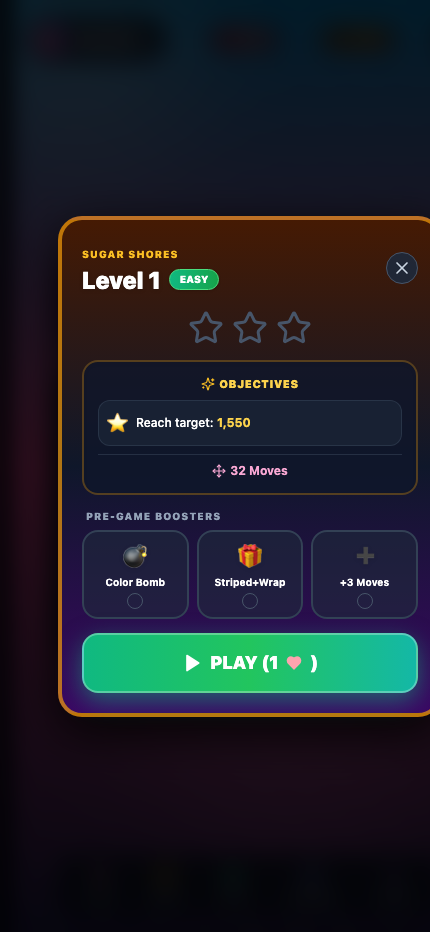 SUGAR SHORES
Level 1 EASY
OBJECTIVES
Reach target: 1,550
32 Moves
PRE-GAME BOOSTERS
Color Bomb Striped+Wrap +3 Moves
PLAY (1 )